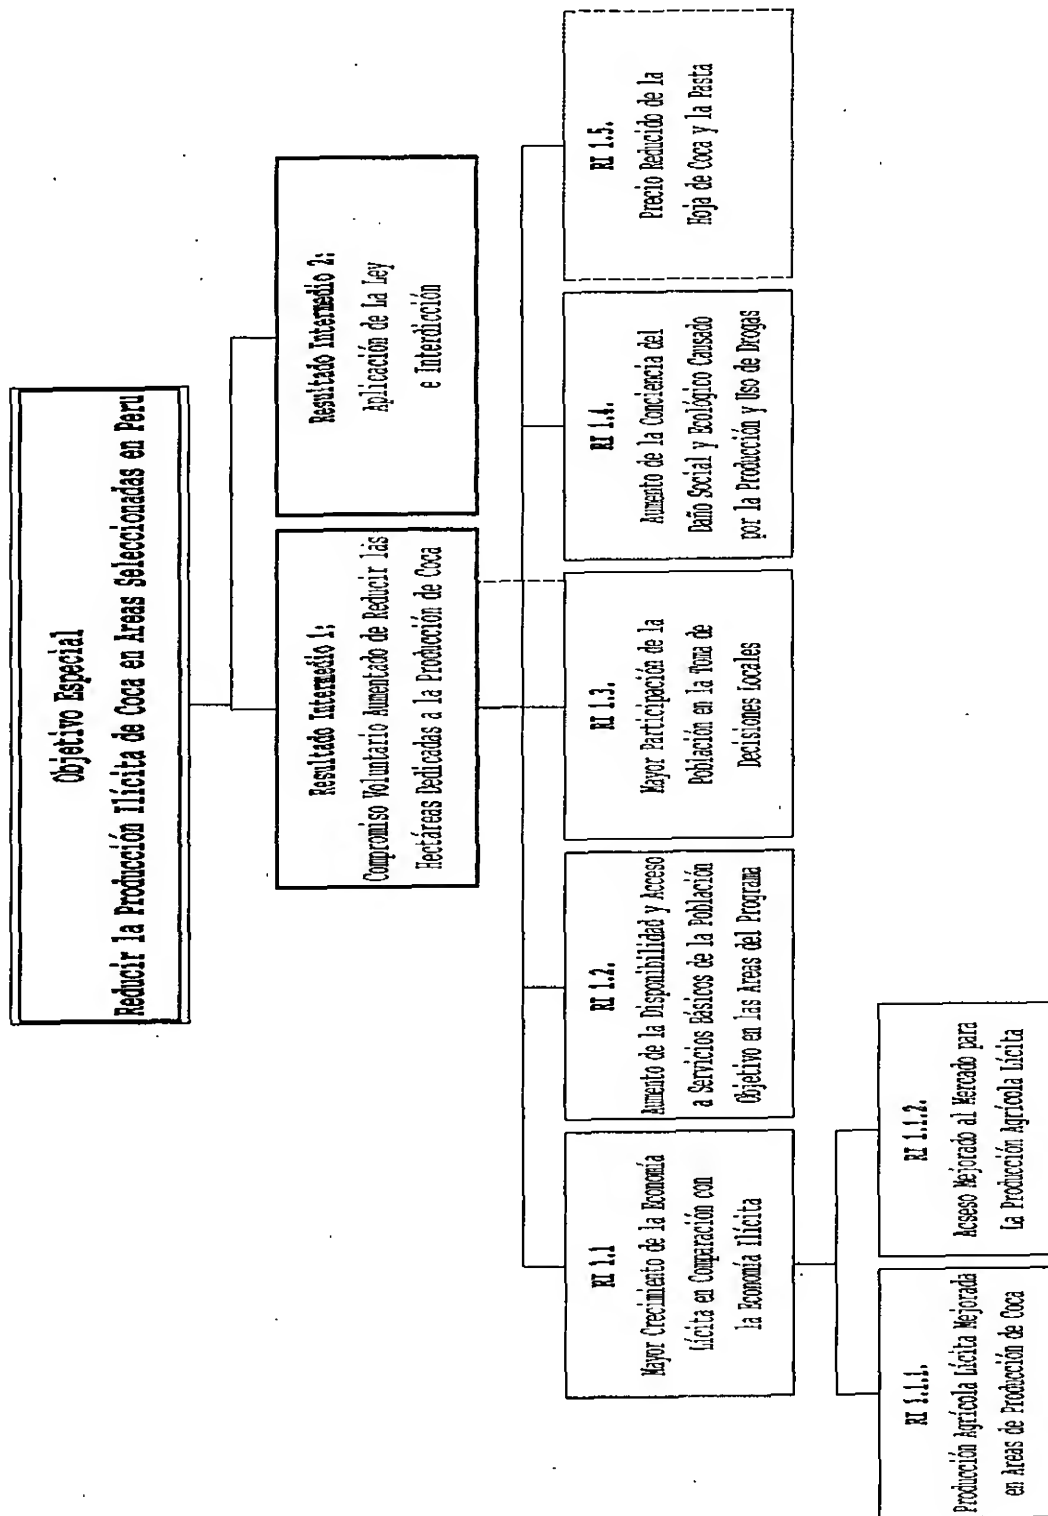 Objetivo Especial
Reducir la Producción Ilícita de Coca en Areas Seleccionadas en Peru
Resultado Intermedio 1:
Compromiso Voluntario Aumentado de Reducir las
Hectáreas Dedicadas a la Producción de Coca
Resultado Intermedio 2:
Aplicación de La Ley
e Interdicción
RI 1.1
Mayor Crecimiento de la Economía
Lícita en Comparación con
la Economía Ilícita
RI 1.2.
Aumento de la Disponibilidad y Acceso
a Servicios Básicos de la Población
Objetivo en las Areas del Programa
RI 1.3.
Mayor Participación de la
Población en la Toma de
Decisiones Locales
RI 1.4.
Aumento de la Conciencia del
Daño Social y Ecológico Causado
por la Producción y Uso de Drogas
RI 1.5.
Precio Reducido de la
Hoja de Coca y la Pasta
RI 1.1.1.
Producción Agrícola Lícita Mejorada
en Areas de Producción de Coca
RI 1.1.2.
Acseso Mejorado al Mercado para
La Producción Agrícola Lícita